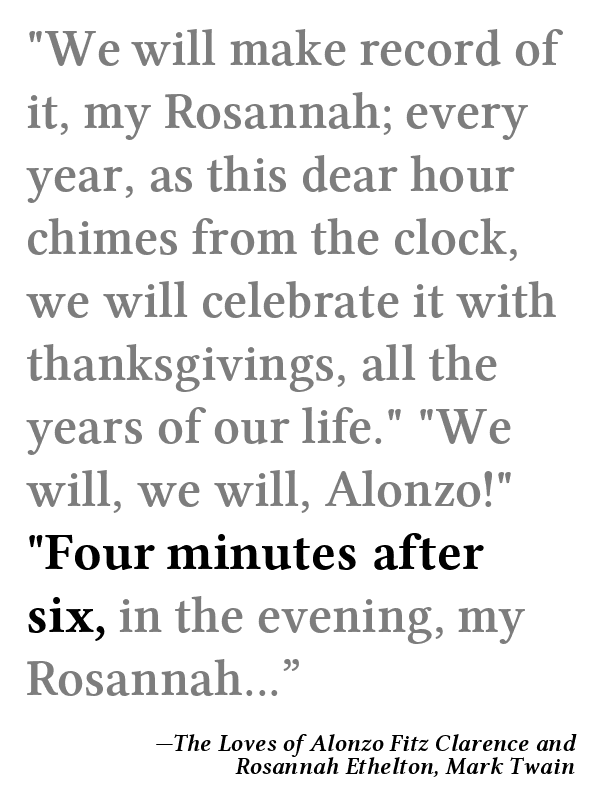 "We will make record of
it, my Rosannah; every
year, as this dear hour
chimes from the clock,
we will celebrate it with
thanksgivings, all the
years of our life." "We
will, we will, Alonzo!"
"Four minutes after
six, in the evening, my
Rosannah...”
—The Loves of Alonzo Fitz Clarence and
Rosannah Ethelton, Mark Twain